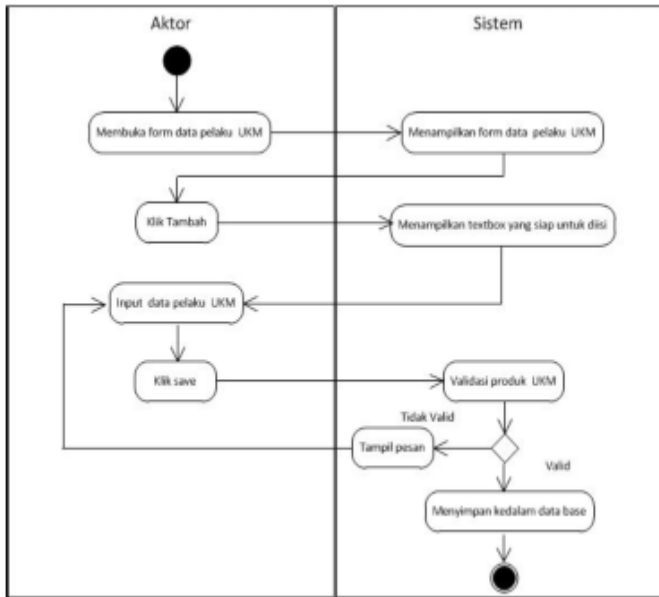 Aktor
Sistem
Membuka form data pelaku UKM
Menampilkan form data pelaku UKM
Klik Tambah
Menampilkan textbox yang siap untuk diisi
Input data pelaku UKM
Klik save
Validasi produk UKM
Tidak Valid
Tampil pesan
Valid
Menyimpan kedalam data base